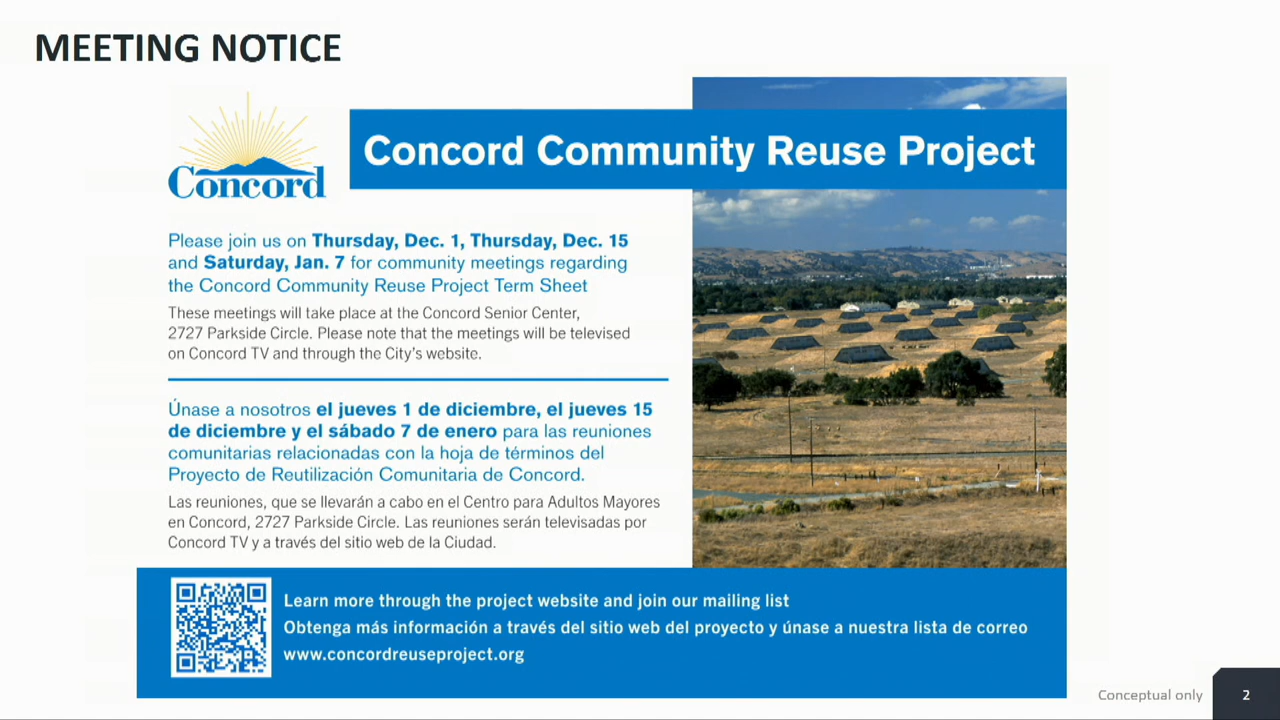 MEETING NOTICE
Concord
Concord Community Reuse Project
Please join us on Thursday, Dec. 1, Thursday, Dec. 15
and Saturday, Jan. 7 for community meetings regarding
the Concord Community Reuse Project Term Sheet
These meetings will take place at the Concord Senior Center,
2727 Parkside Circle. Please note that the meetings will be televised
on Concord TV and through the City's website.
Únase a nosotros el jueves 1 de diciembre, el jueves 15
de diciembre y el sábado 7 de enero para las reuniones
comunitarias relacionadas con la hoja de términos del
Proyecto de Reutilización Comunitaria de Concord.
Las reuniones, que se llevarán a cabo en el Centro para Adultos Mayores
en Concord, 2727 Parkside Circle. Las reuniones serán televisadas por
Concord TV y a través del sitio web de la Ciudad.
Learn more through the project website and join our mailing list
Obtenga más información a través del sitio web del proyecto y únase a nuestra lista de correo
www.concordreuseproject.org
Conceptual only
2